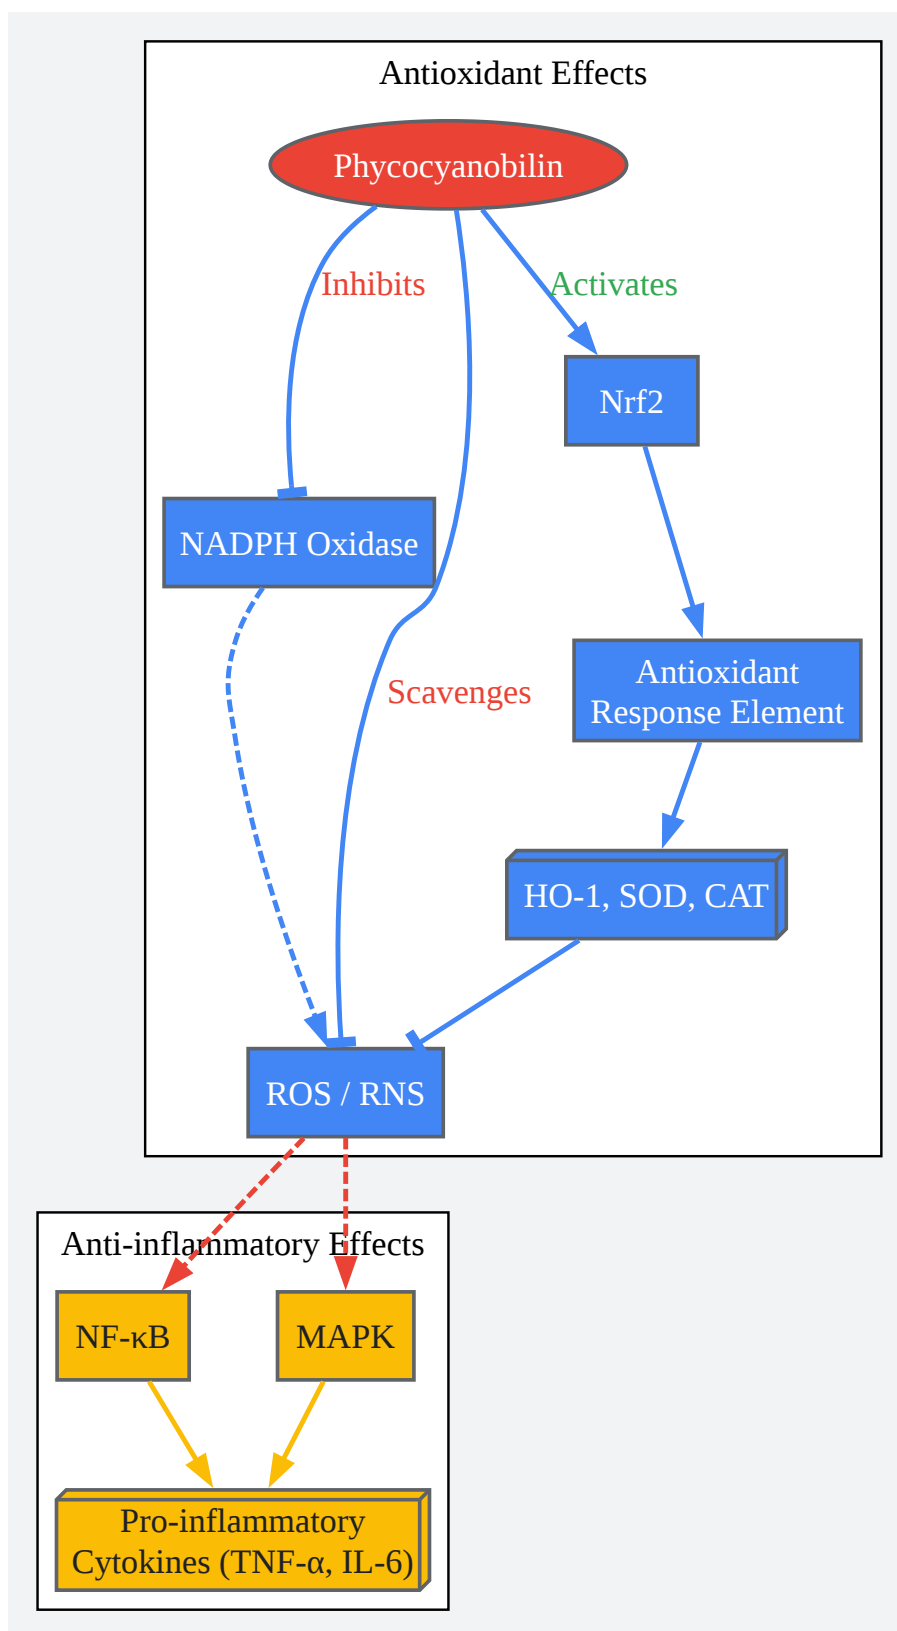 Antioxidant Effects
Phycocyanobilin
Inhibits
Activates
Nrf2
NADPH Oxidase
Antioxidant
Response Element
Scavenges
HO-1, SOD, CAT
ROS / RNS
Anti-inflammatory Effects
NF-κB
MAPK
Pro-inflammatory
Cytokines (TNF-α, IL-6)